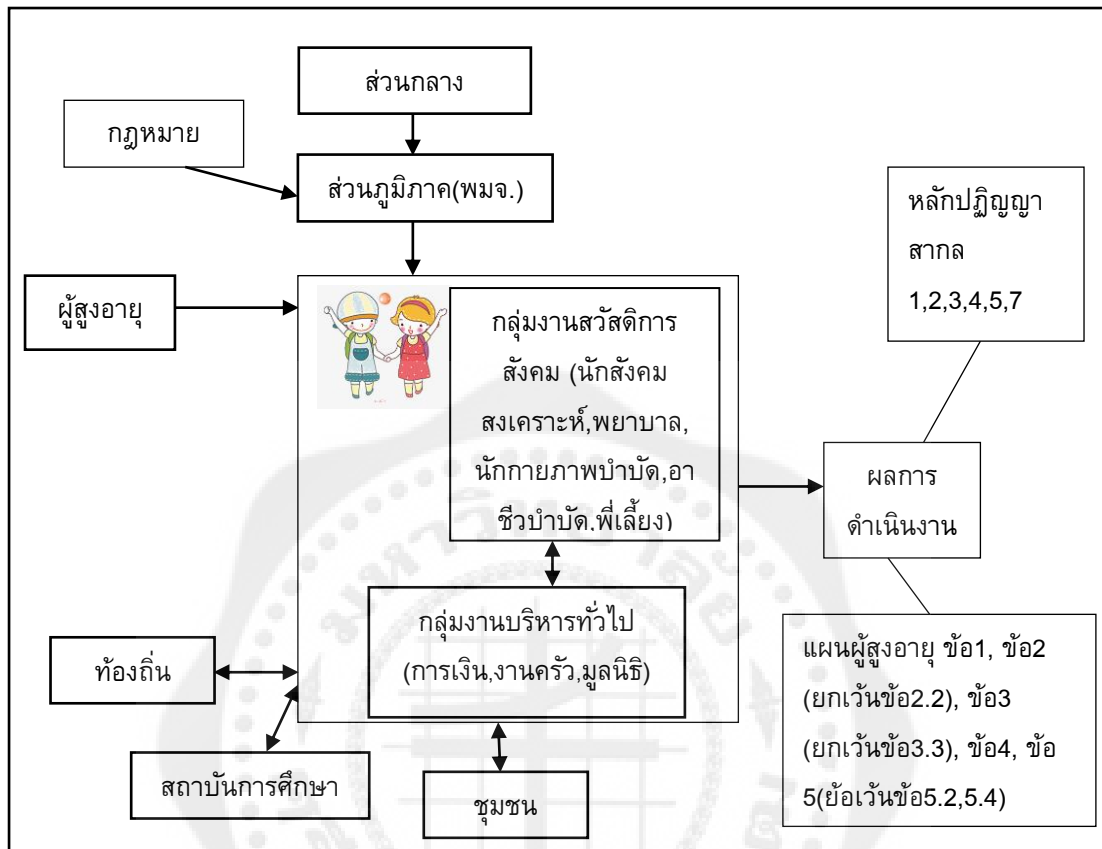 ส่วนกลาง
กฎหมาย
ส่วนภูมิภาค(พมจ.)
หลักปฏิญญา
สากล
1,2,3,4,5,7
ผู้สูงอายุ
กลุ่มงานสวัสดิการ
สังคม (นักสังคม
สงเคราะห์,พยาบาล,
นักกายภาพบำบัด,อา
ชีวบำบัด,พี่เลี้ยง)
ผลการ
ดำเนินงาน
กลุ่มงานบริหารทั่วไป
(การเงิน,งานครัว,มูลนิธิ)
ท้องถิ่น
สถาบันการศึกษา
ชุมชน
แผนผู้สูงอายุ ข้อ1, ข้อ2
(ยกเว้นข้อ2.2), ข้อ3
(ยกเว้นข้อ3.3), ข้อ4, ข้อ
5(ย้อเว้นข้อ5.2,5.4)